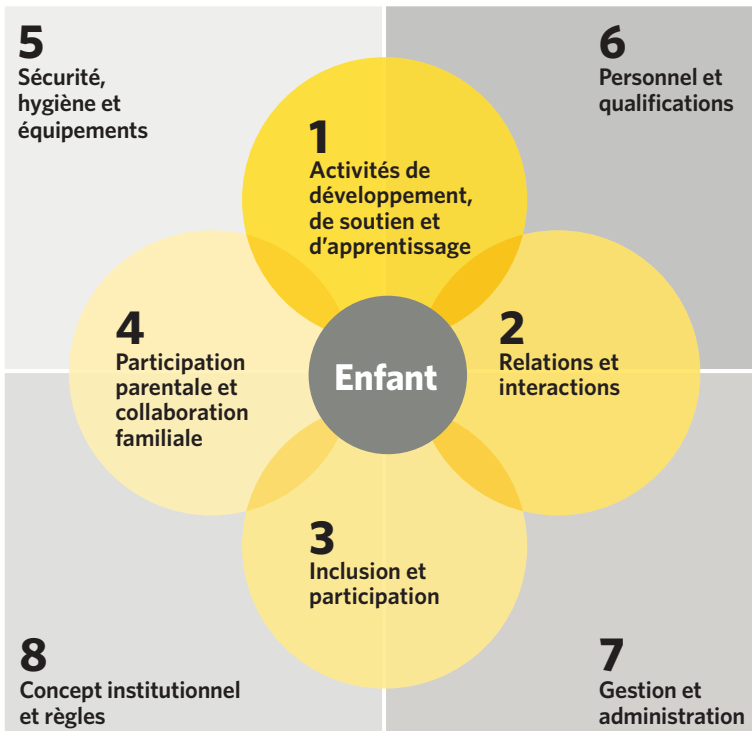 5
Sécurité,
hygiène et
équipements
6
Personnel et
qualifications
1
Activités de
développement,
de soutien et
d'apprentissage
4
Participation
parentale et
collaboration
familiale
Enfant
2
Relations et
interactions
3
Inclusion et
participation
8
Concept institutionnel
et règles
7
Gestion et
administration